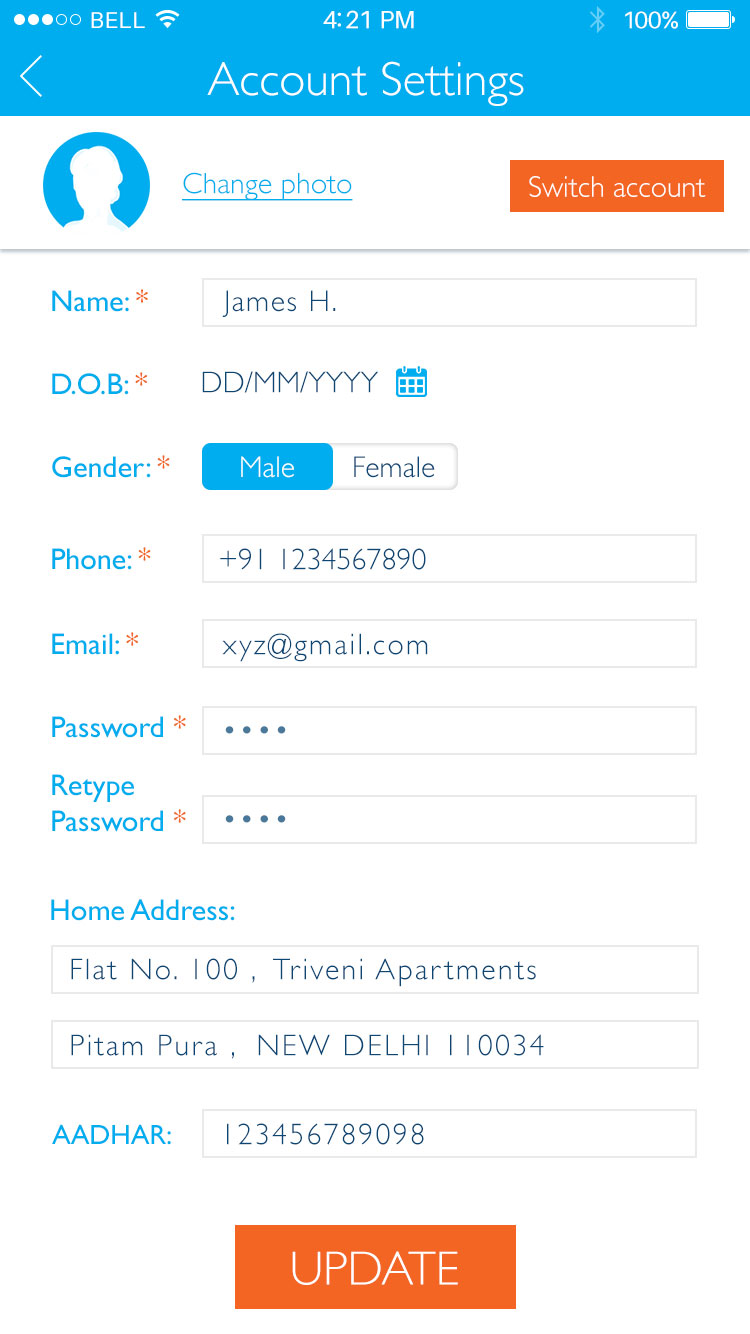 BELL 4:21 PM 100%
Account Settings
Change photo
Switch account
Name: * James H.
D.O.B: * DD/MM/YYYY
Gender: * Male Female
Phone: * +91 1234567890
Email: * xyz@gmail.com
Password * ••••
Retype
Password * ••••
Home Address:
Flat No. 100 , Triveni Apartments
Pitam Pura , NEW DELHI 110034
AADHAR: 123456789098
UPDATE